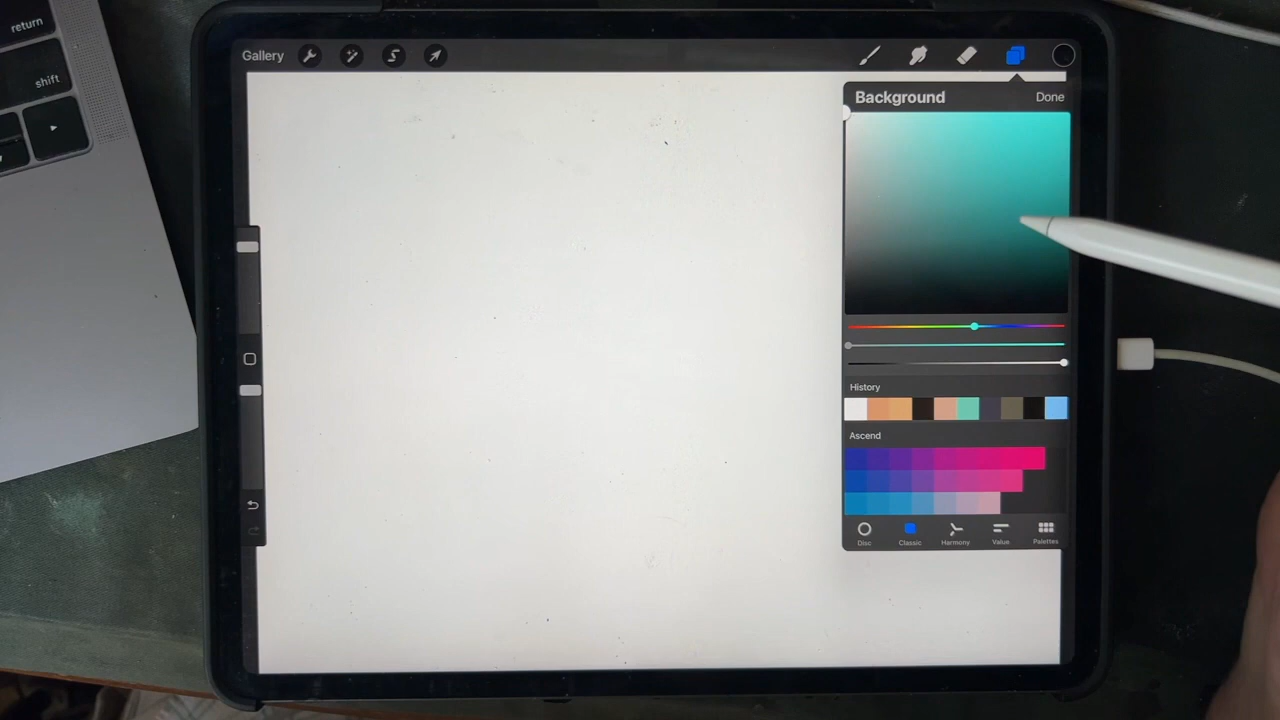 return
shift
Gallery
Background
Done
History
Ascend
Disc
Classic
Harmony
Value
Palettes